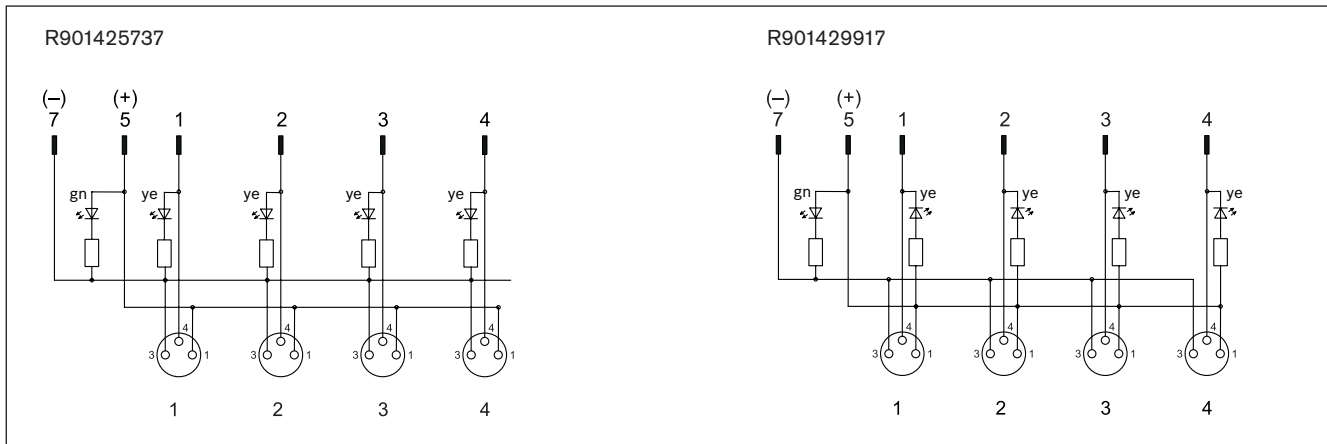 R901425737
R901429917
(–) (+)
7 5 1 2 3 4
gn ye ye ye ye
4 4 4 4
3 1 3 1 3 1 3 1
1 2 3 4
(–) (+)
7 5 1 2 3 4
gn ye ye ye ye
4 4 4 4
3 1 3 1 3 1 3 1
1 2 3 4